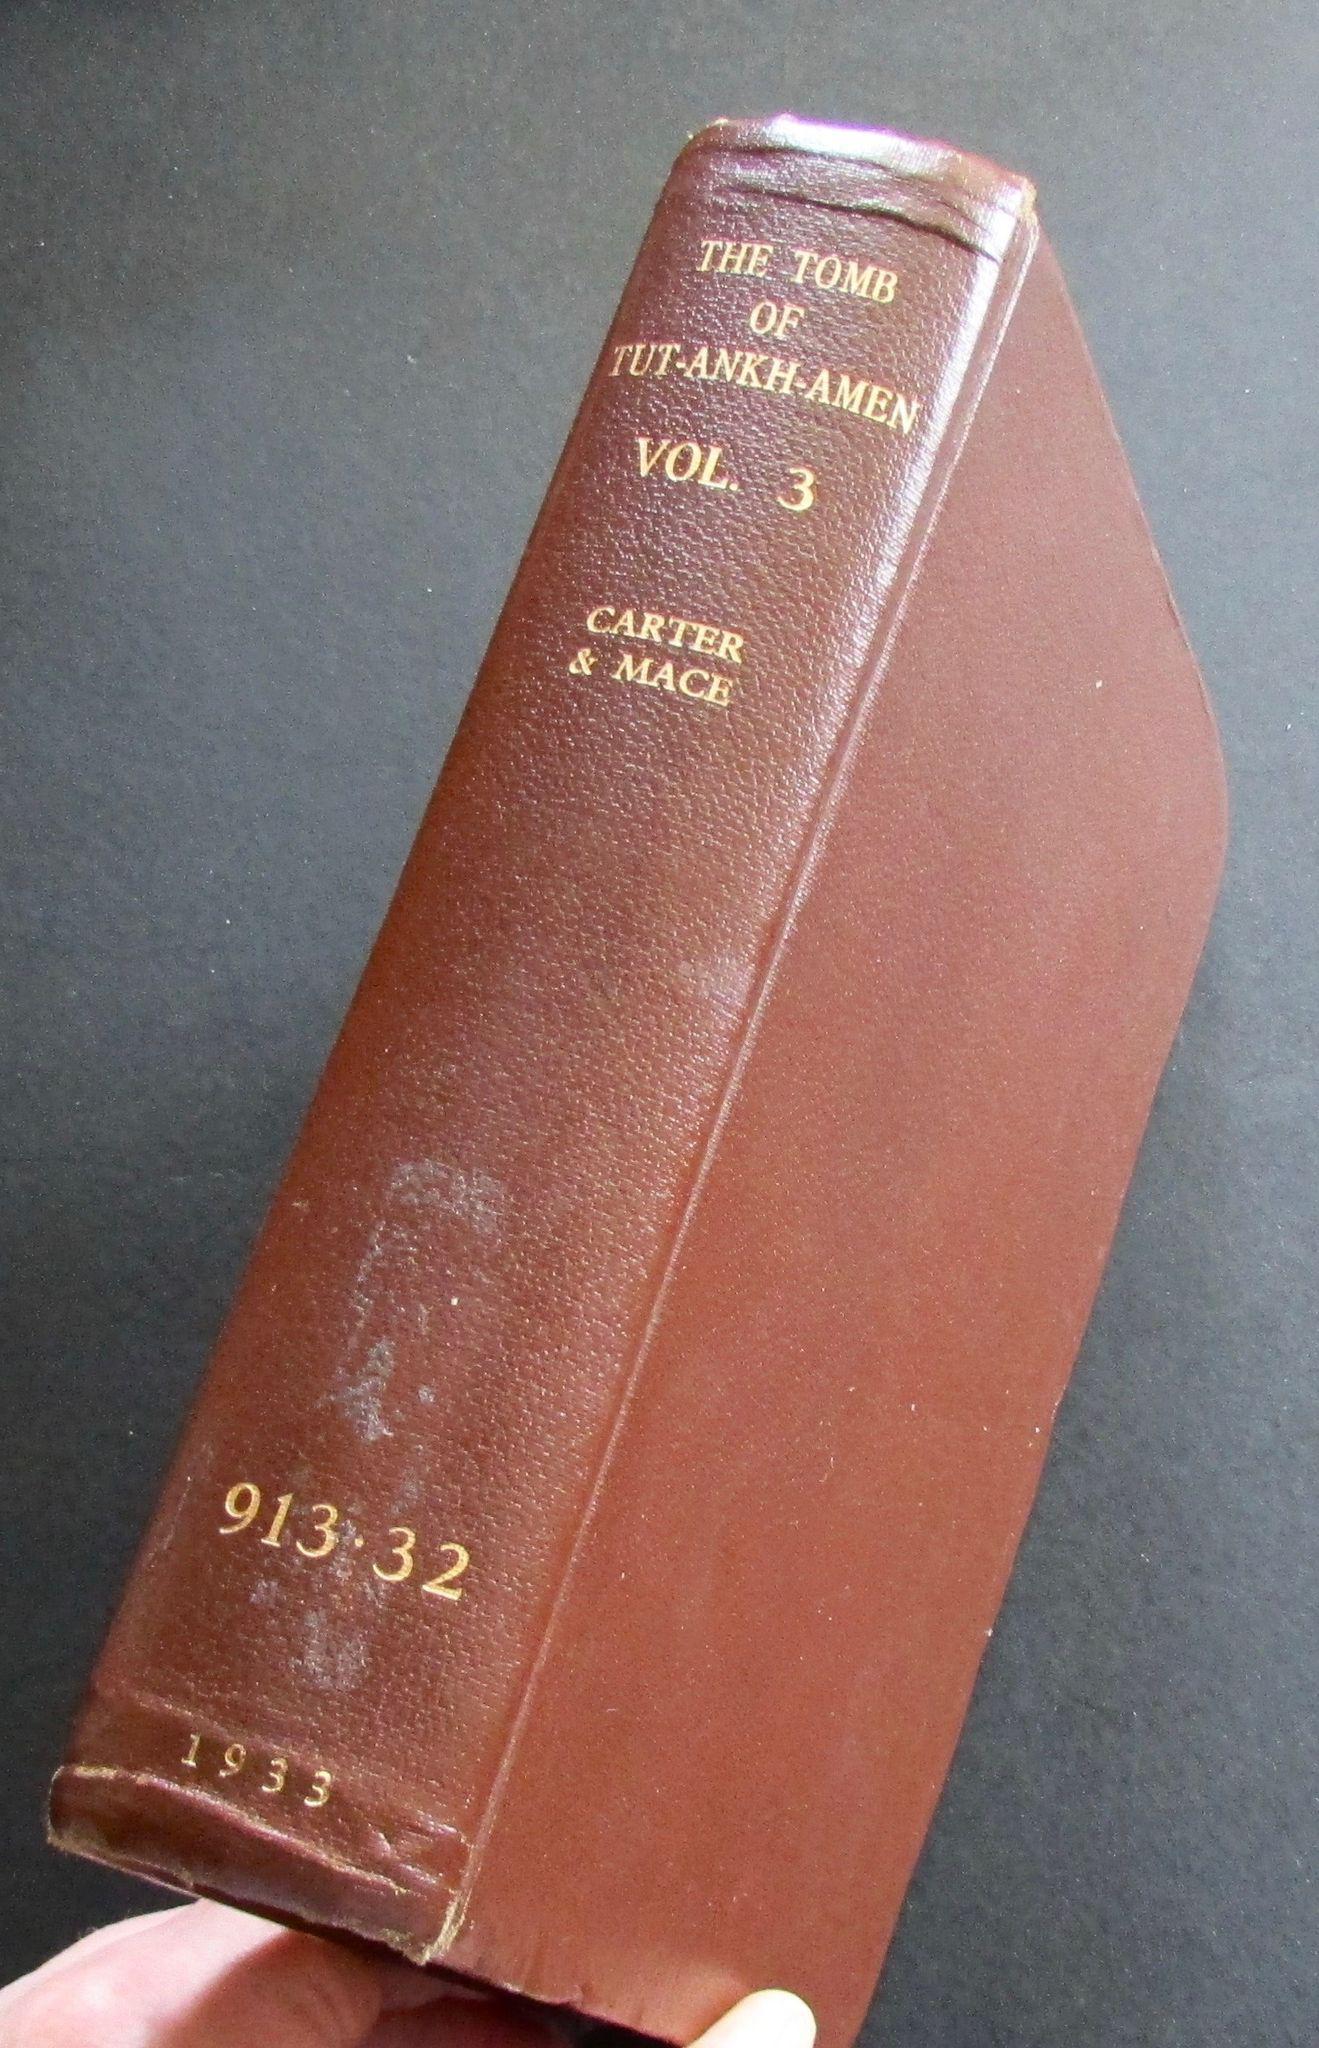 THE TOMB
OF
TUT-ANKH-AMEN
VOL. 3
CARTER
& MACE
913·32
1933